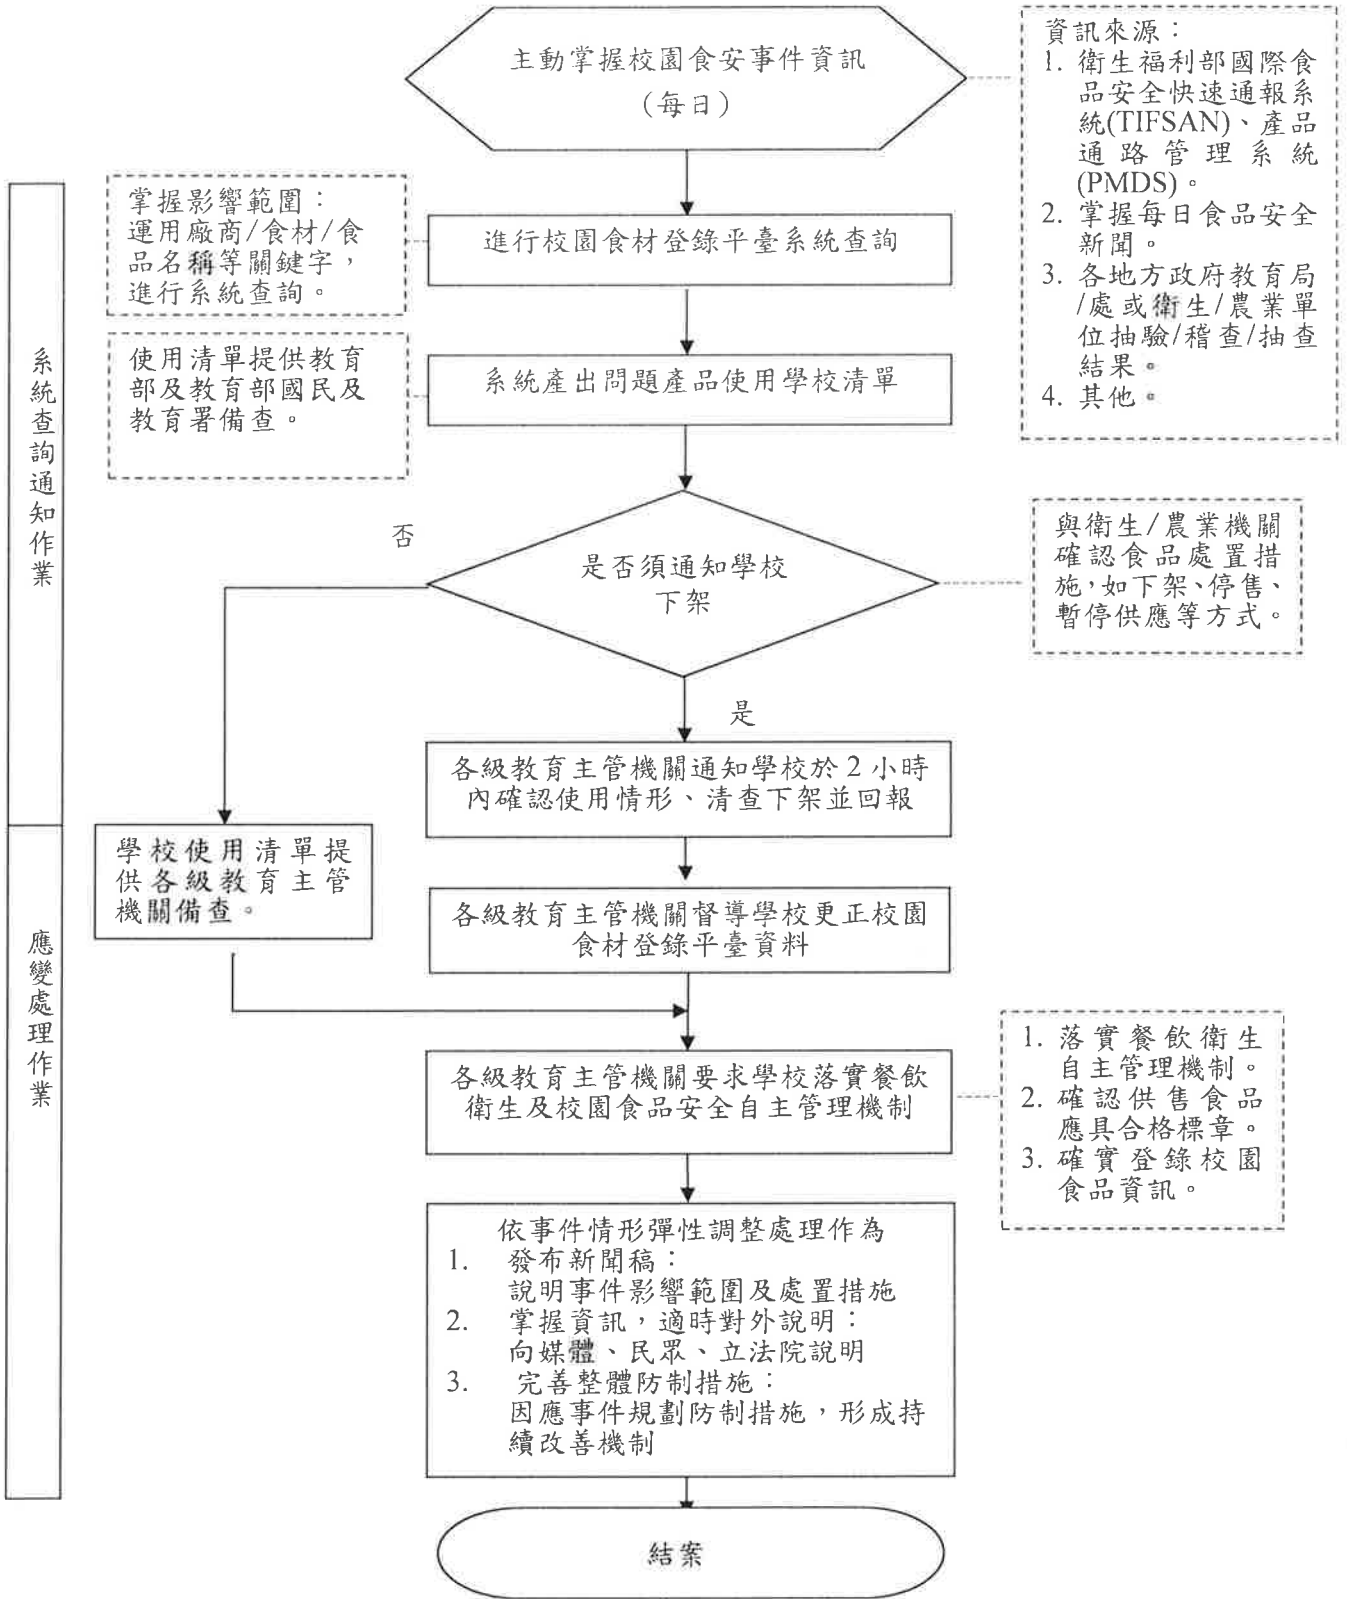 主動掌握校園食安事件資訊
(每日)
資訊來源：
1. 衛生福利部國際食
品安全快速通報系
統(TIFSAN)、產品
通路管理系統
(PMDS)。
2. 掌握每日食品安全
新聞。
3. 各地方政府教育局
/處或衛生/農業單
位抽驗/稽查/抽查
結果。
4. 其他。
系統查詢通知作業
掌握影響範圍：
運用廠商/食材/食
品名稱等關鍵字，
進行系統查詢。
進行校園食材登錄平臺系統查詢
使用清單提供教育
部及教育部國民及
教育署備查。
系統產出問題產品使用學校清單
否
是否須通知學校
下架
與衛生/農業機關
確認食品處置措
施，如下架、停售、
暫停供應等方式。
是
各級教育主管機關通知學校於 2 小時
內確認使用情形、清查下架並回報
應變處理作業
學校使用清單提
供各級教育主管
機關備查。
各級教育主管機關督導學校更正校園
食材登錄平臺資料
各級教育主管機關要求學校落實餐飲
衛生及校園食品安全自主管理機制
1. 落實餐飲衛生
自主管理機制。
2. 確認供售食品
應具合格標章。
3. 確實登錄校園
食品資訊。
依事件情形彈性調整處理作為
1. 發布新聞稿：
說明事件影響範圍及處置措施
2. 掌握資訊，適時對外說明：
向媒體、民眾、立法院說明
3. 完善整體防制措施：
因應事件規劃防制措施，形成持
續改善機制
結案